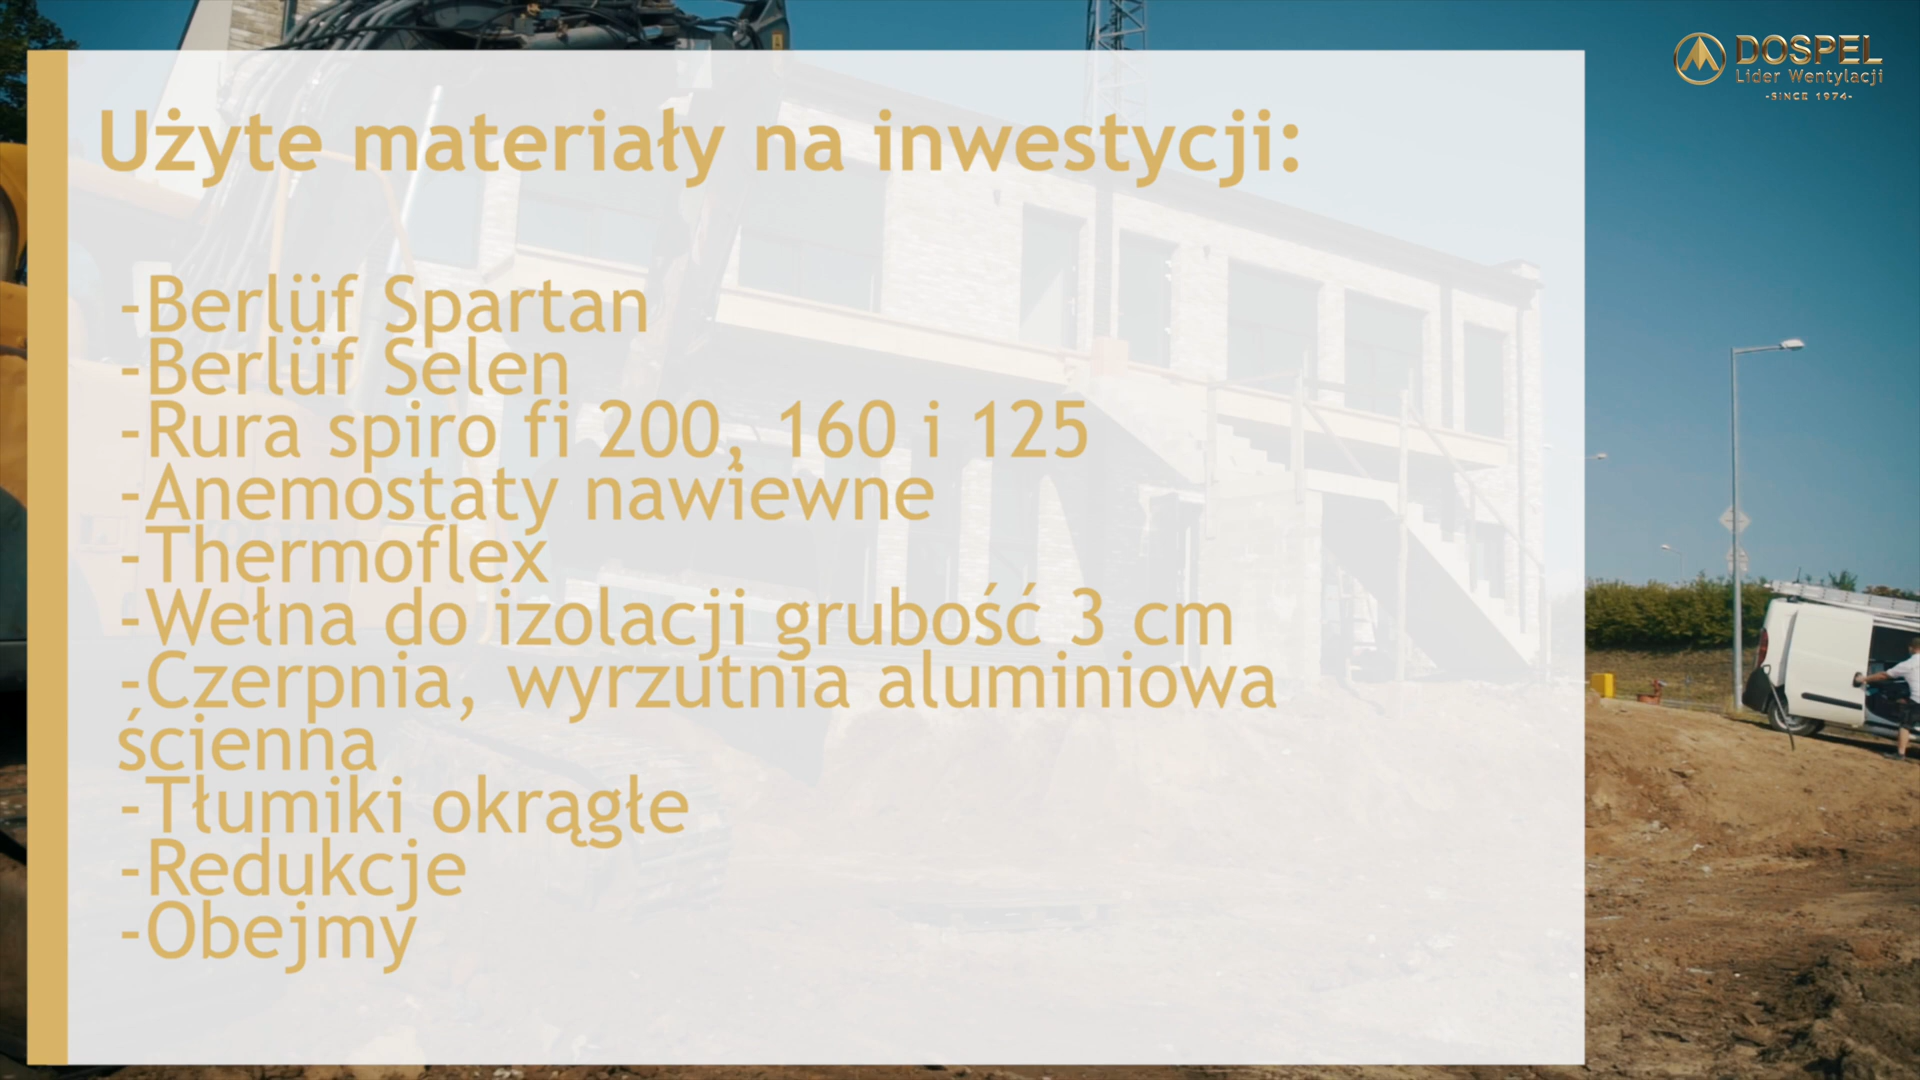 DOSPEL
Lider Wentylacji
-SINCE 1974-
Użyte materiały na inwestycji:
-Berlüf Spartan
-Berlüf Selen
-Rura spiro fi 200, 160 i 125
-Anemostaty nawiewne
-Thermoflex
-Wełna do izolacji grubość 3 cm
-Czerpnia, wyrzutnia aluminiowa
ścienna
-Tłumiki okrągłe
-Redukcje
-Obejmy